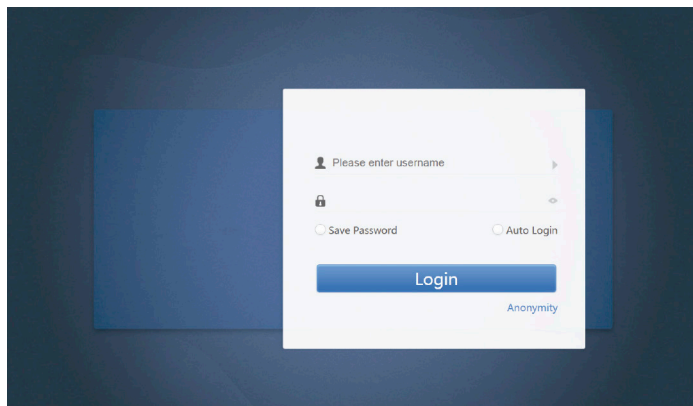 Please enter username
Save Password
Auto Login
Login
Anonymity